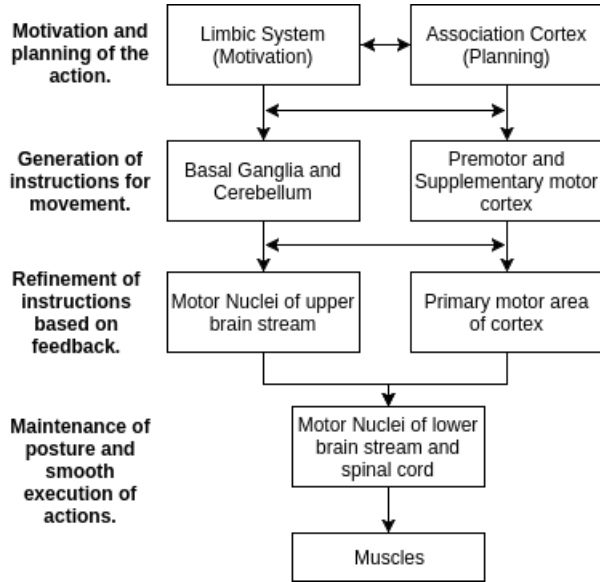 Motivation and
planning of the
action.
Limbic System
(Motivation)
Association Cortex
(Planning)
Generation of
instructions for
movement.
Basal Ganglia and
Cerebellum
Premotor and
Supplementary motor
cortex
Refinement of
instructions
based on
feedback.
Motor Nuclei of upper
brain stream
Primary motor area
of cortex
Maintenance of
posture and
smooth
execution of
actions.
Motor Nuclei of lower
brain stream and
spinal cord
Muscles